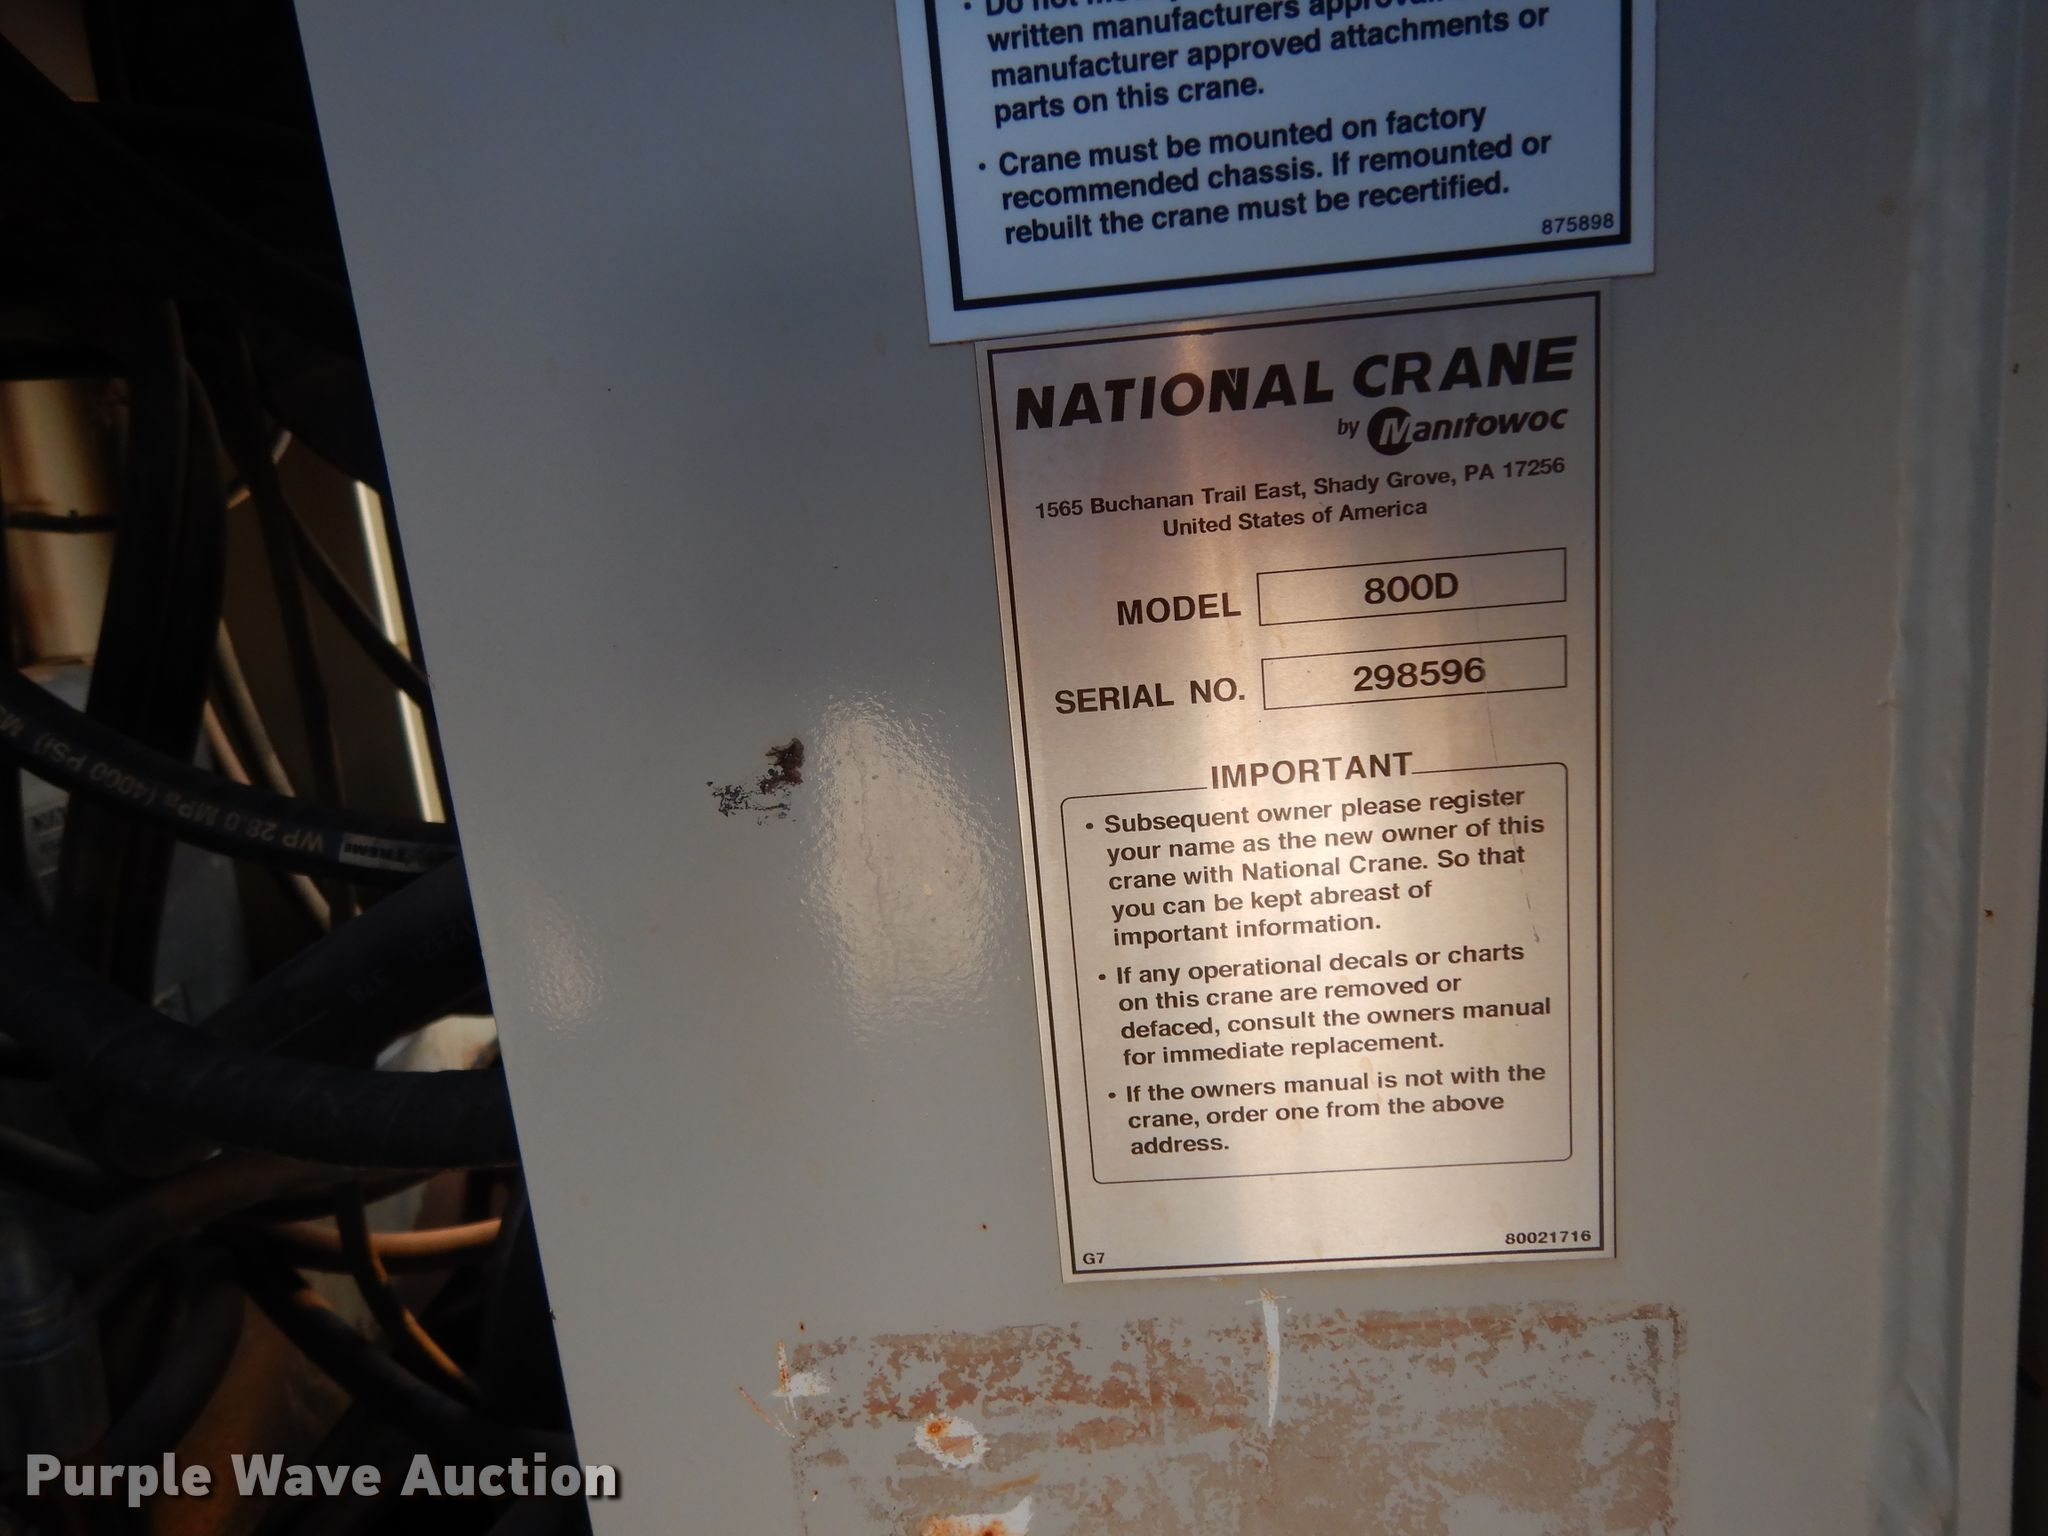 • Do not
written manufacturers
manufacturer approved attachments or
parts on this crane.
• Crane must be mounted on factory
recommended chassis. If remounted or
rebuilt the crane must be recertified.
875898
NATIONAL CRANE
by Manitowoc
1565 Buchanan Trail East, Shady Grove, PA 17256
United States of America
MODEL 800D
SERIAL NO. 298596
IMPORTANT
• Subsequent owner please register
your name as the new owner of this
crane with National Crane. So that
you can be kept abreast of
important information.
• If any operational decals or charts
on this crane are removed or
defaced, consult the owners manual
for immediate replacement.
• If the owners manual is not with the
crane, order one from the above
address.
G7
80021716
WP 28.0 MPa (4000 PSI)
Purple Wave Auction